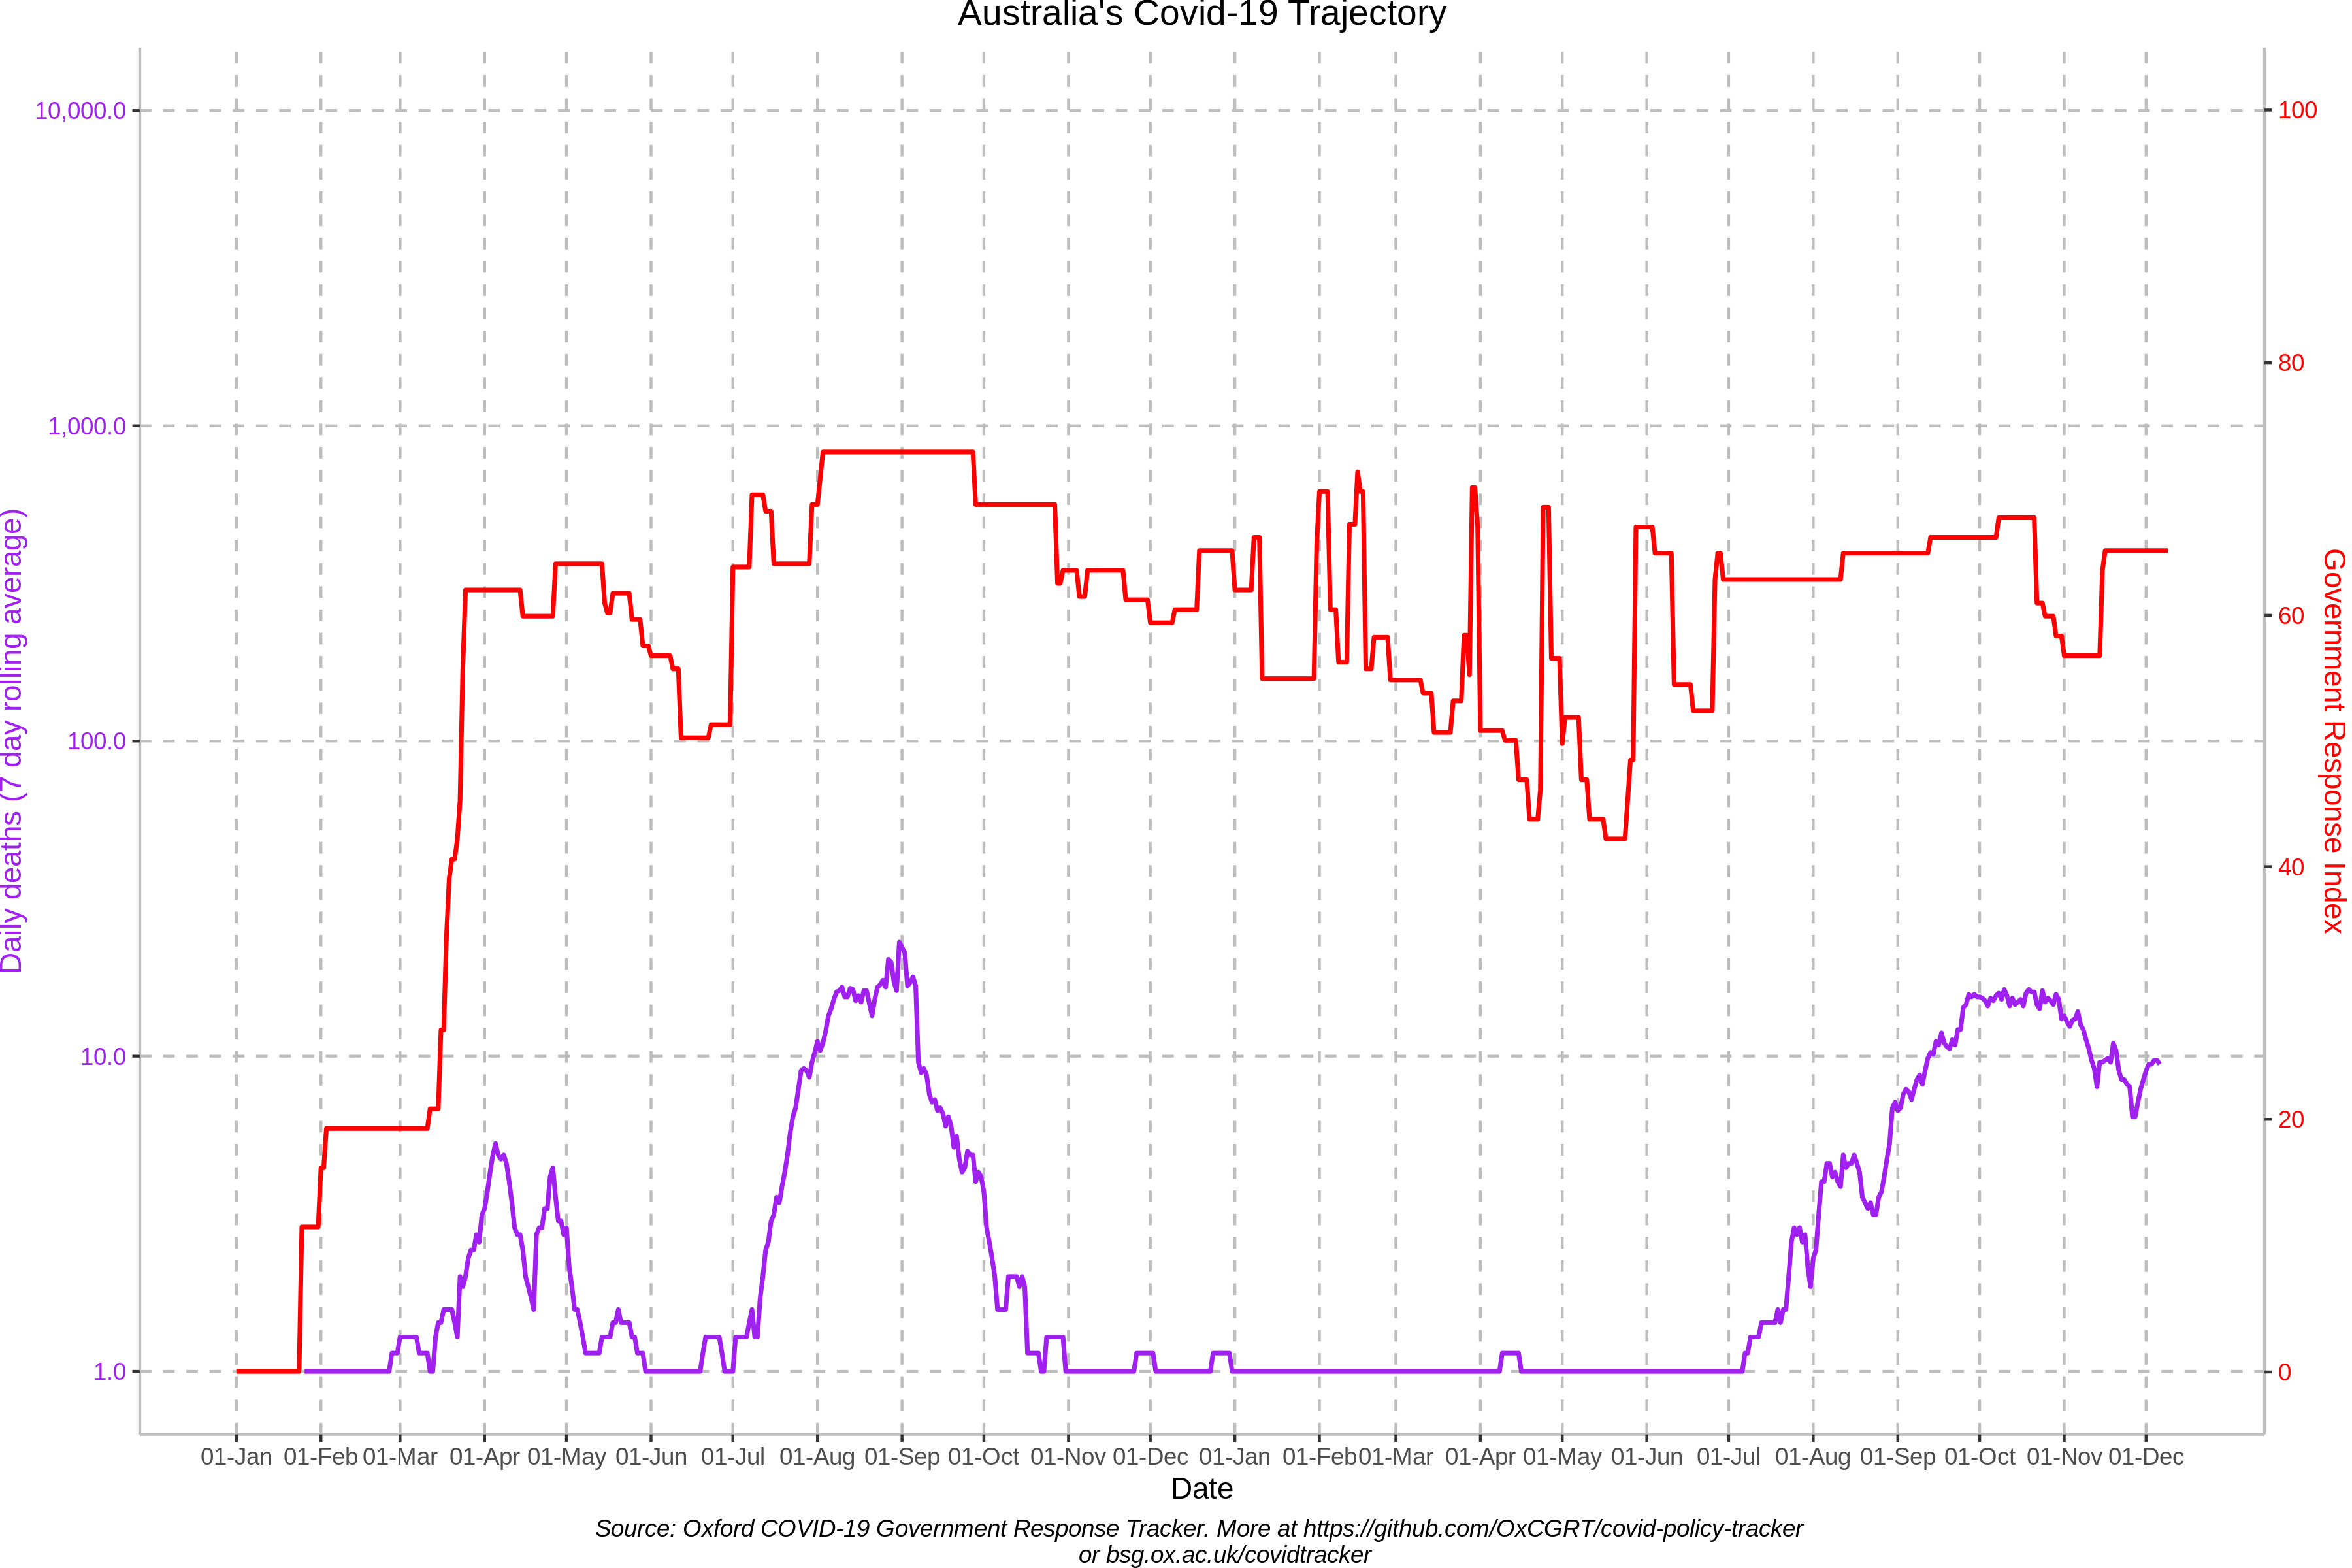 Australia's Covid-19 Trajectory
10,000.0
1,000.0
100.0
10.0
1.0
Daily deaths (7 day rolling average)
100
80
60
40
20
0
Government Response Index
01-Jan 01-Feb 01-Mar 01-Apr 01-May 01-Jun 01-Jul 01-Aug 01-Sep 01-Oct 01-Nov 01-Dec 01-Jan 01-Feb 01-Mar 01-Apr 01-May 01-Jun 01-Jul 01-Aug 01-Sep 01-Oct 01-Nov 01-Dec
Date
Source: Oxford COVID-19 Government Response Tracker. More at https://github.com/OxCGRT/covid-policy-tracker
or bsg.ox.ac.uk/covidtracker